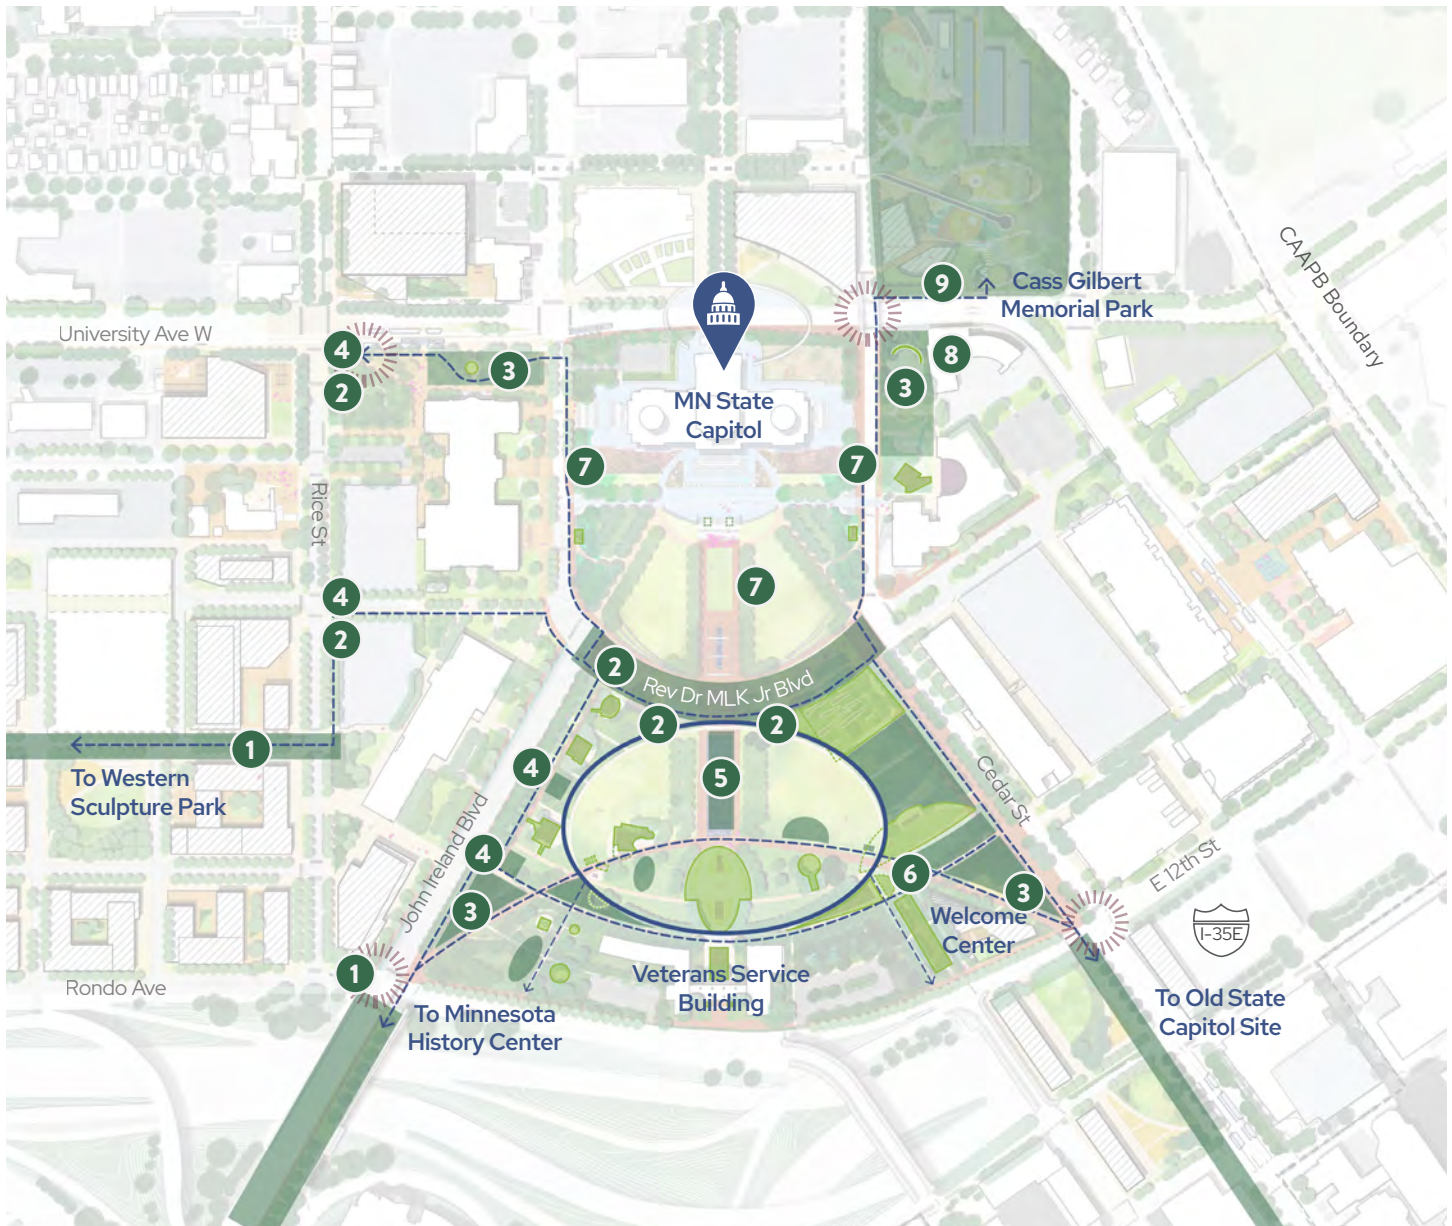 CAAPB Boundary
9
Cass Gilbert
Memorial Park
University Ave W
4
3
8
2
3
MN State
Capitol
7
7
Rice St
7
4
2
2
Rev Dr MLK Jr Blvd
2
2
1
4
5
To Western
Sculpture Park
Cedar St
John Ireland Blvd
4
6
E 12th St
3
3
Welcome
Center
I-35E
1
Rondo Ave
Veterans Service
Building
To Minnesota
History Center
To Old State
Capitol Site